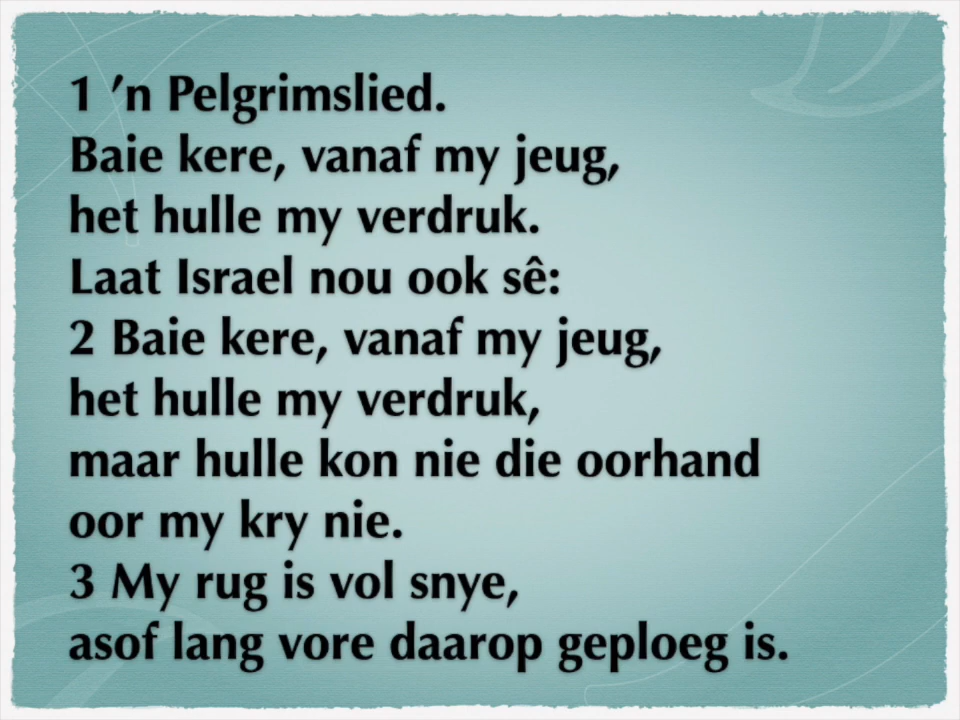 1 ’n Pelgrimslied.
Baie kere, vanaf my jeug,
het hulle my verdruk.
Laat Israel nou ook sê:
2 Baie kere, vanaf my jeug,
het hulle my verdruk,
maar hulle kon nie die oorhand
oor my kry nie.
3 My rug is vol snye,
asof lang vore daarop geploeg is.